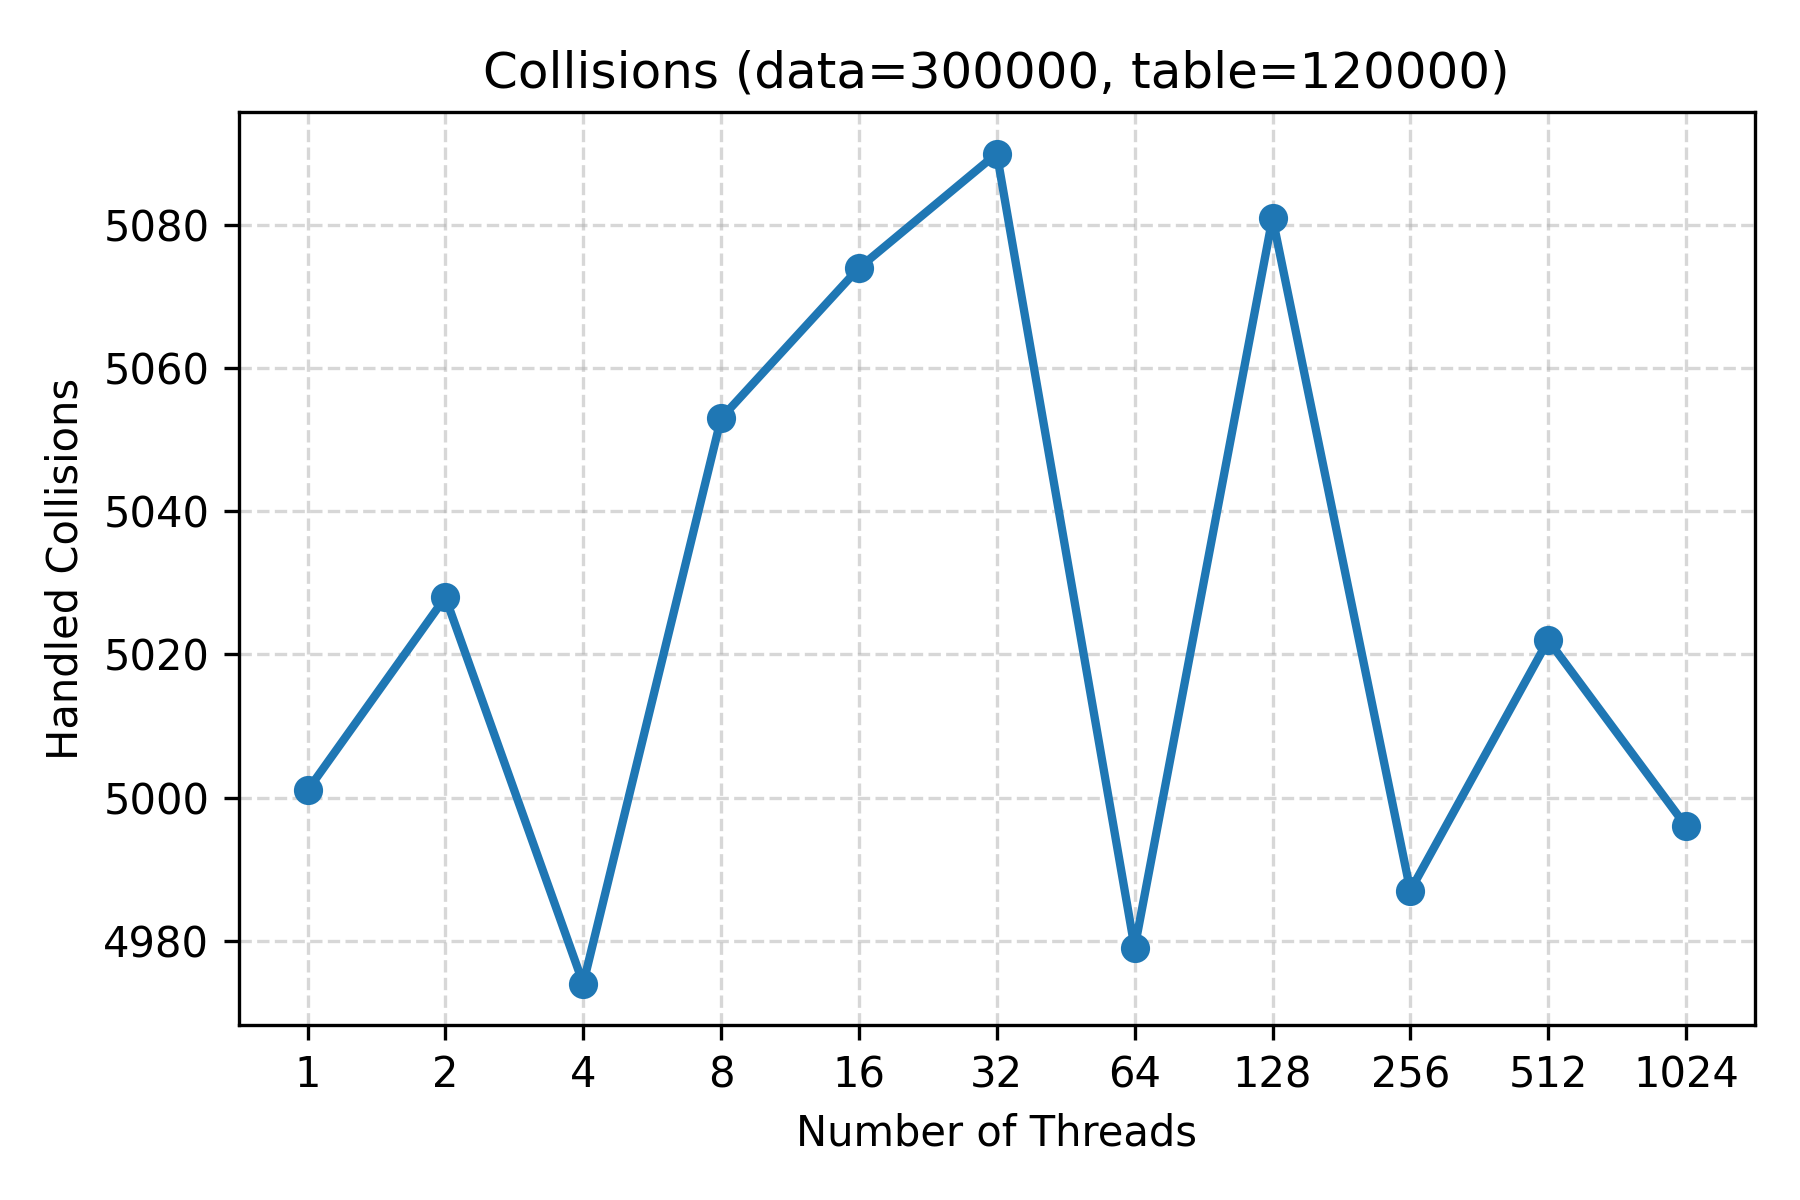 Collisions (data=300000, table=120000)
Handled Collisions
5080
5060
5040
5020
5000
4980
1 2 4 8 16 32 64 128 256 512 1024
Number of Threads